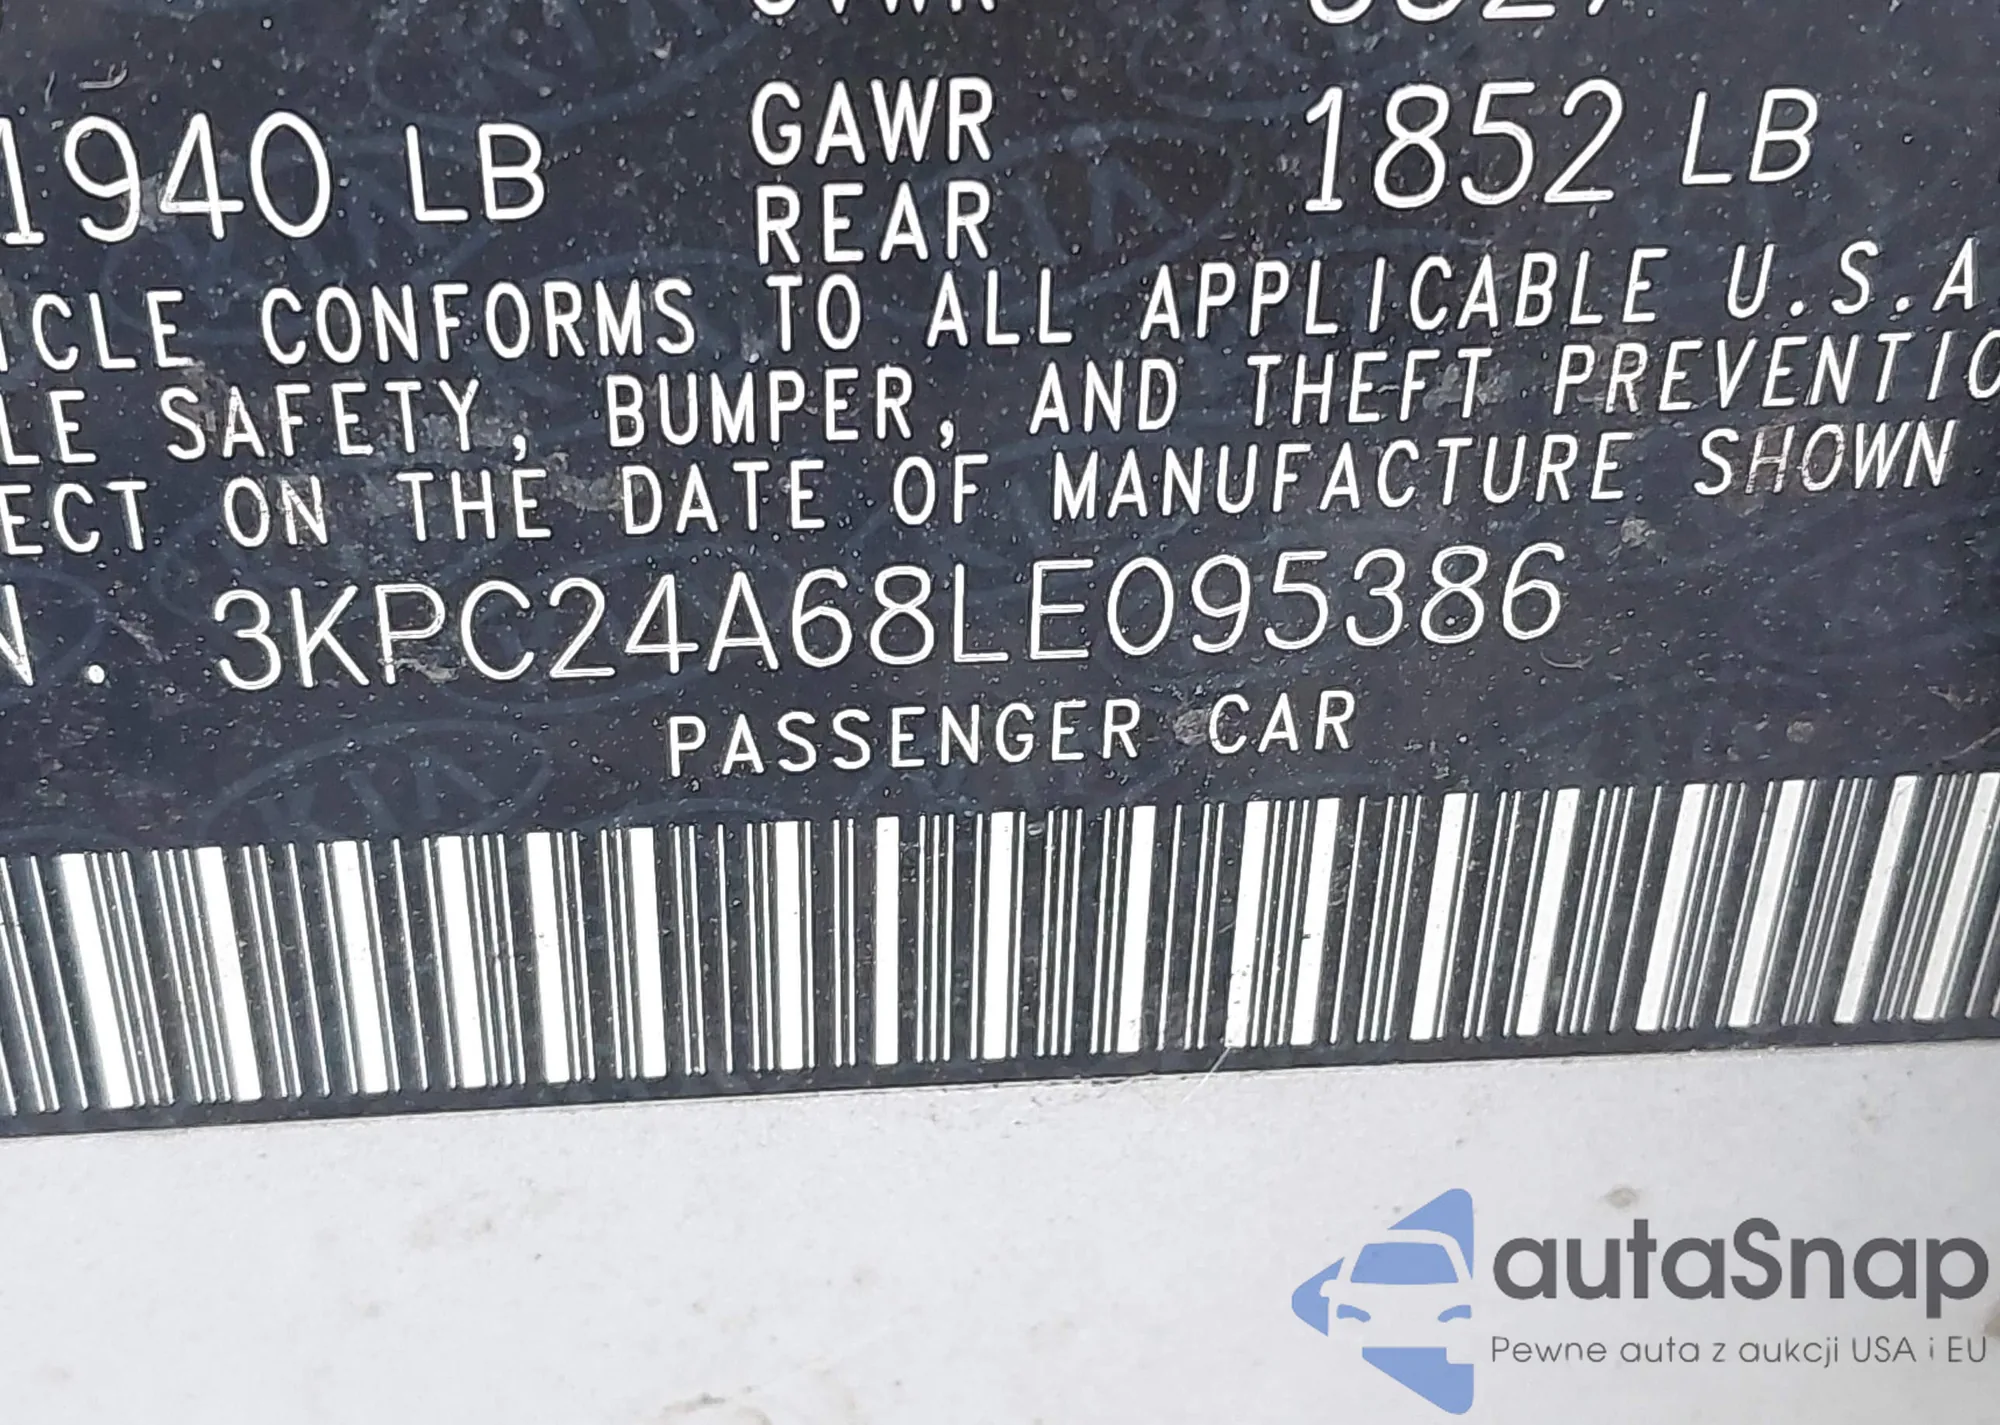 1940 LB GAWR REAR 1852 LB
ICLE CONFORMS TO ALL APPLICABLE U.S.A
LE SAFETY, BUMPER, AND THEFT PREVENTIO
ECT ON THE DATE OF MANUFACTURE SHOWN
N. 3KPC24A68LE095386
PASSENGER CAR
autaSnap
Pewne auta z aukcji USA i EU